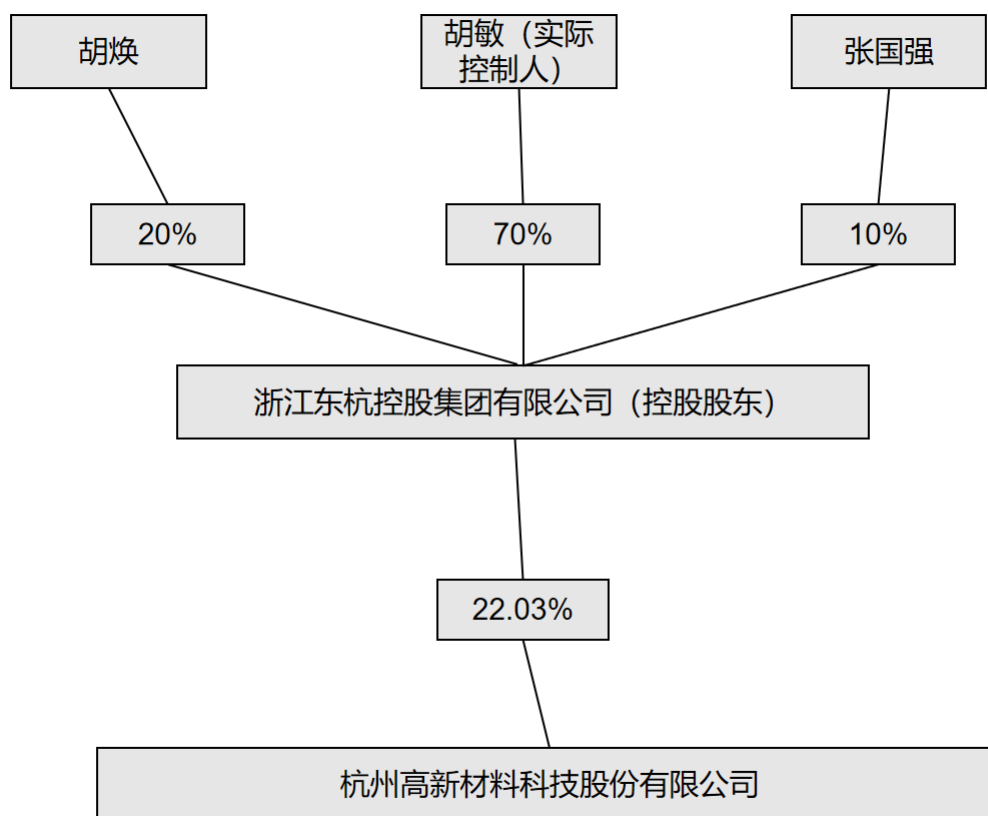 胡焕
胡敏（实际
控制人）
张国强
20%
70%
10%
浙江东杭控股集团有限公司（控股股东）
22.03%
杭州高新材料科技股份有限公司